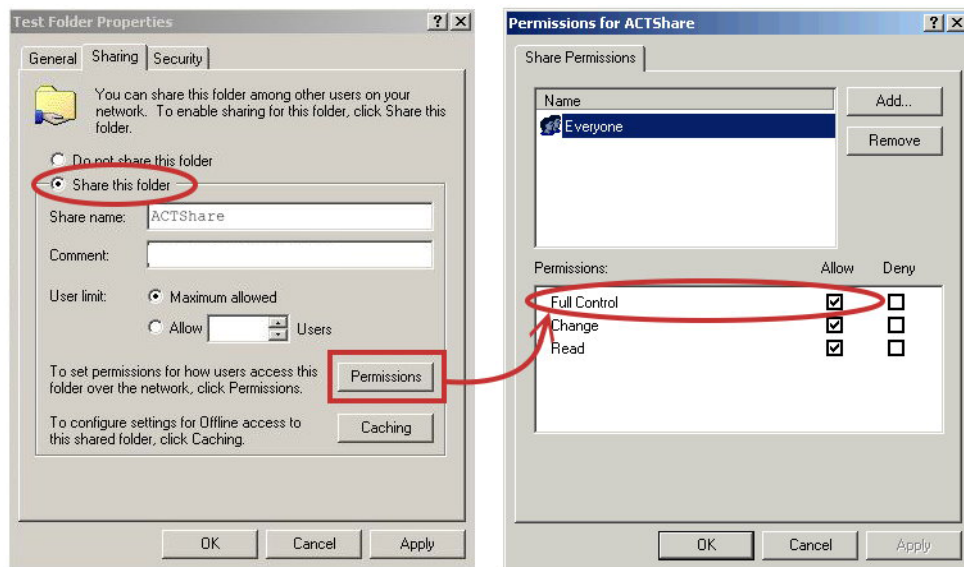 Test Folder Properties
General Sharing Security
You can share this folder among other users on your
network. To enable sharing for this folder, click Share this
folder.
Do not share this folder
Share this folder
Share name: ACTShare
Comment:
User limit: Maximum allowed
Allow Users
To set permissions for how users access this
folder over the network, click Permissions.
Permissions
To configure settings for Offline access to
this shared folder, click Caching.
Caching
OK Cancel Apply
Permissions for ACTShare
Share Permissions
Name
Everyone
Add...
Remove
Permissions: Allow Deny
Full Control
Change
Read
OK Cancel Apply